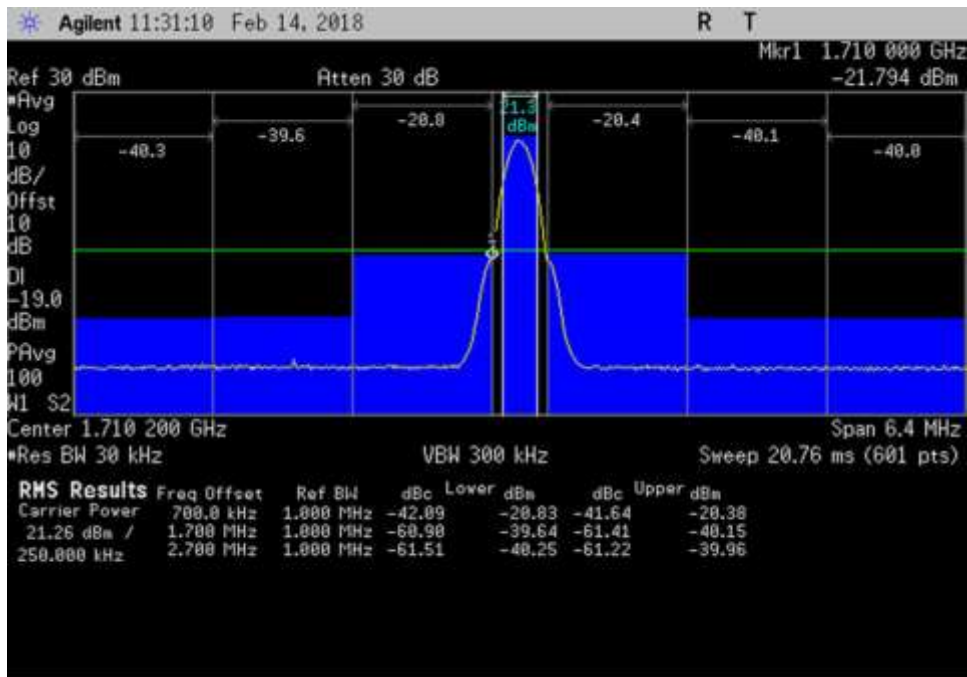 Agilent 11:31:10 Feb 14, 2018 R T
Mkr1 1.710 000 GHz
Ref 30 dBm Atten 30 dB -21.794 dBm
#Avg
Log
10
dB/
Offst
10
dB
DI
-19.0
dBm
PAvg
100
W1 S2
-40.3 -39.6 -20.8 21.3 dBm -20.4 -40.1 -40.0
Center 1.710 200 GHz Span 6.4 MHz
#Res BW 30 kHz VBW 300 kHz Sweep 20.76 ms (601 pts)
RMS Results Freq Offset Ref BW dBc Lower dBm dBc Upper dBm
Carrier Power 700.0 kHz 1.000 MHz -42.09 -20.83 -41.64 -20.38
21.26 dBm / 1.700 MHz 1.000 MHz -60.90 -39.64 -61.41 -40.15
250.000 kHz 2.700 MHz 1.000 MHz -61.51 -40.25 -61.22 -39.96